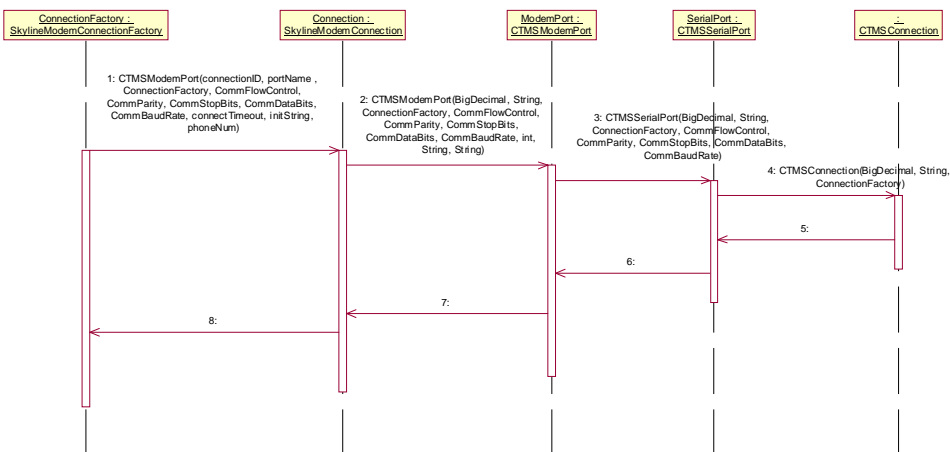 ConnectionFactory :
SkylineModemConnectionFactory
Connection :
SkylineModemConnection
ModemPort :
CTMSModemPort
SerialPort :
CTMSSerialPort
:
CTMSConnection
1: CTMSModemPort(connectionID, portName ,
ConnectionFactory, CommFlowControl,
CommParity, CommStopBits, CommDataBits,
CommBaudRate, connectTimeout, initString,
phoneNum)
2: CTMSModemPort(BigDecimal, String,
ConnectionFactory, CommFlowControl,
CommParity, CommStopBits,
CommDataBits, CommBaudRate, int,
String, String)
3: CTMSSerialPort(BigDecimal, String,
ConnectionFactory, CommFlowControl,
CommParity, CommStopBits, CommDataBits,
CommBaudRate)
4: CTMSConnection(BigDecimal, String,
ConnectionFactory)
5:
6:
7:
8: